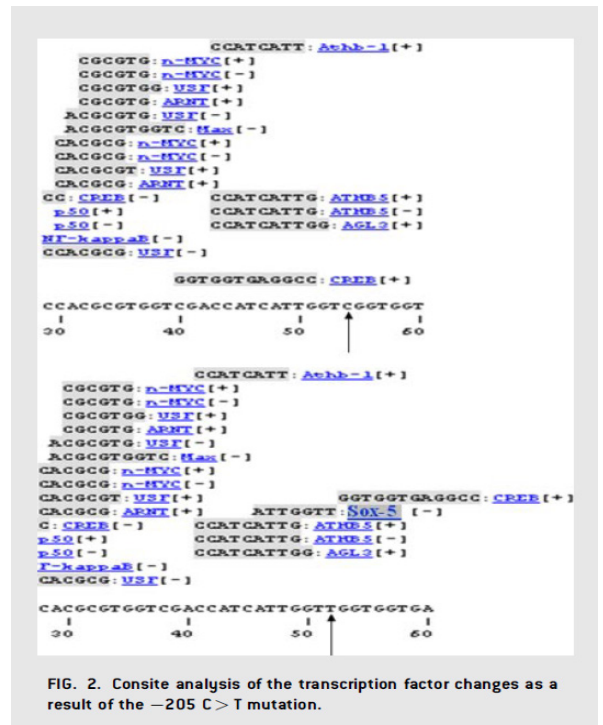 CCATCATT:Athb-1[+]
CGCGTG:n-MYC[+]
CGCGTG:n-MYC[-]
CGCGTGG:USF[+]
CGCGTG:ARNT[+]
ACGCGTG:USF[-]
ACGCGTGGTC:Max[-]
CACGCG:n-MYC[+]
CACGCG:n-MYC[-]
CACGCGT:USF[+]
CACGCG:ARNT[+]
CC:CREB[-] CCATCATTG:ATHB5[+]
p50[+] CCATCATTG:ATHB5[-]
p50[-] CCATCATTGG:AGL3[+]
NF-kappaB[-]
CCACGCG:USF[-]
GGTGGTGAGGCC:CREB[+]
CCACGCGTGGTCGACCATCATTGGTCGGTGGT
30 40 50 60
CCATCATT:Athb-1[+]
CGCGTG:n-MYC[+]
CGCGTG:n-MYC[-]
CGCGTGG:USF[+]
CGCGTG:ARNT[+]
ACGCGTG:USF[-]
ACGCGTGGTC:Max[-]
CACGCG:n-MYC[+]
CACGCG:n-MYC[-]
CACGCGT:USF[+] GGTGGTGAGGCC:CREB[+]
CACGCG:ARNT[+] ATTGGTT:Sox-5 [-]
C:CREB[-] CCATCATTG:ATHB5[+]
p50[+] CCATCATTG:ATHB5[-]
p50[-] CCATCATTGG:AGL3[+]
F-kappaB[-]
CACGCG:USF[-]
CACGCGTGGTCGACCATCATTGGTTGGTGGTGA
30 40 50 60
FIG. 2. Consite analysis of the transcription factor changes as a
result of the −205 C > T mutation.